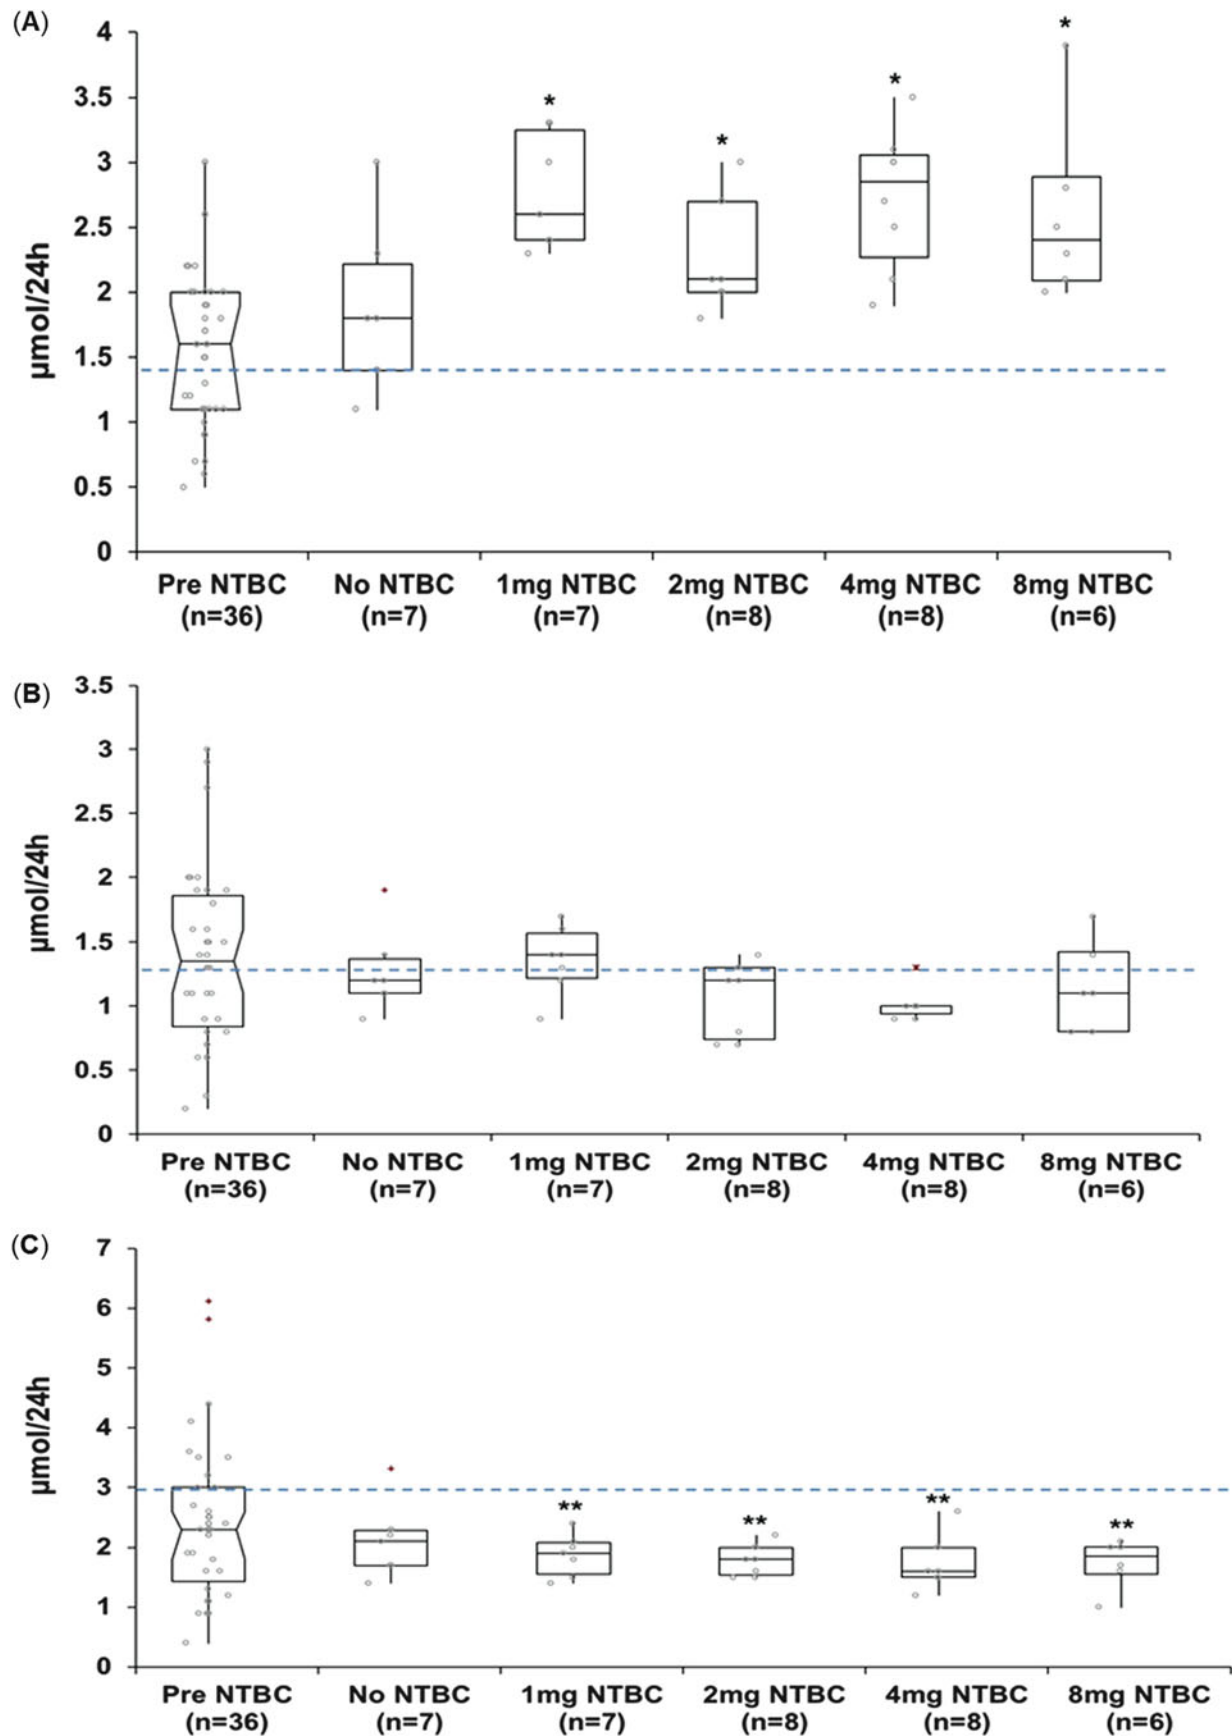 (A)
4
3.5
3
2.5
2
1.5
1
0.5
0
µmol/24h
*
*
*
*
Pre NTBC No NTBC 1mg NTBC 2mg NTBC 4mg NTBC 8mg NTBC
(n=36) (n=7) (n=7) (n=8) (n=8) (n=6)
(B)
3.5
3
2.5
2
1.5
1
0.5
0
µmol/24h
Pre NTBC No NTBC 1mg NTBC 2mg NTBC 4mg NTBC 8mg NTBC
(n=36) (n=7) (n=7) (n=8) (n=8) (n=6)
(C)
7
6
5
4
3
2
1
0
µmol/24h
**
**
**
**
Pre NTBC No NTBC 1mg NTBC 2mg NTBC 4mg NTBC 8mg NTBC
(n=36) (n=7) (n=7) (n=8) (n=8) (n=6)